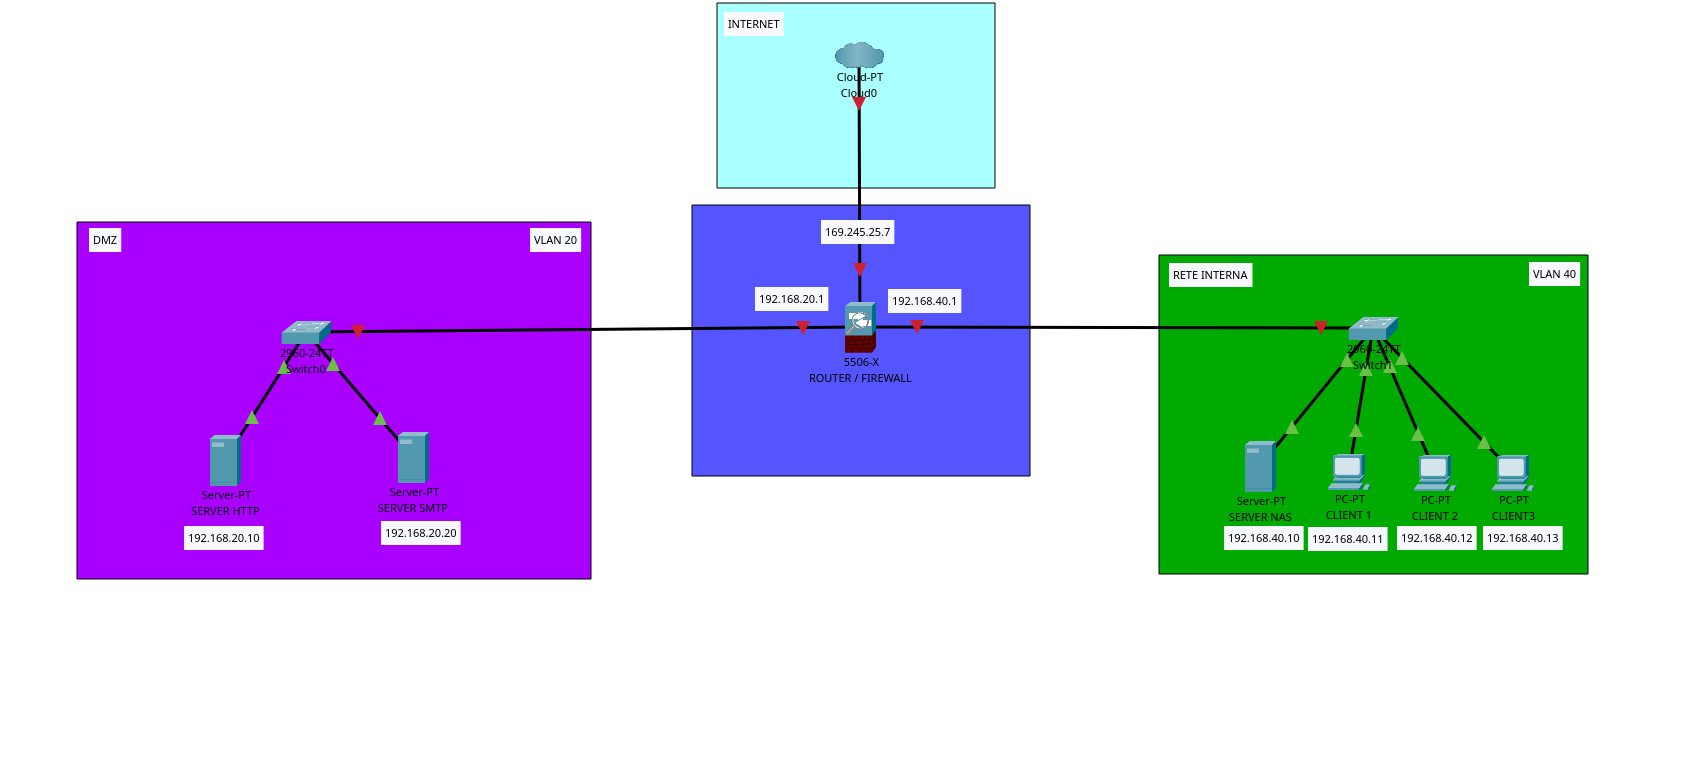 INTERNET
Cloud-PT
Cloud0
169.245.25.7
192.168.20.1
192.168.40.1
5506-X
ROUTER / FIREWALL
DMZ
VLAN 20
2960-24TT
Switch0
Server-PT
SERVER HTTP
192.168.20.10
Server-PT
SERVER SMTP
192.168.20.20
RETE INTERNA
VLAN 40
2960-24TT
Switch1
Server-PT
SERVER NAS
192.168.40.10
PC-PT
CLIENT 1
192.168.40.11
PC-PT
CLIENT 2
192.168.40.12
PC-PT
CLIENT3
192.168.40.13